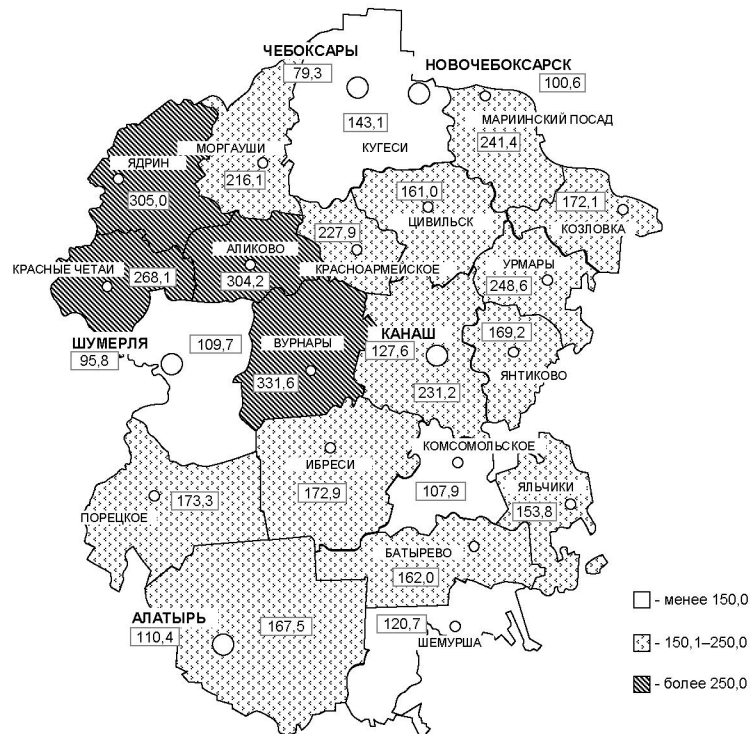 ЧЕБОКСАРЫ
79,3
НОВОЧЕБОКСАРСК
100,6
143,1
КУГЕСИ
МАРИИНСКИЙ ПОСАД
241,4
МОРГАУШИ
216,1
ЯДРИН
305,0
161,0
ЦИВИЛЬСК
172,1
КОЗЛОВКА
227,9
КРАСНОАРМЕЙСКОЕ
АЛИКОВО
304,2
КРАСНЫЕ ЧЕТАИ
268,1
УРМАРЫ
248,6
ШУМЕРЛЯ
95,8
109,7
ВУРНАРЫ
331,6
КАНАШ
127,6
231,2
169,2
ЯНТИКОВО
ИБРЕСИ
172,9
КОМСОМОЛЬСКОЕ
107,9
ЯЛЬЧИКИ
153,8
ПОРЕЦКОЕ
173,3
БАТЫРЕВО
162,0
АЛАТЫРЬ
110,4
167,5
120,7
ШЕМУРША
- менее 150,0
- 150,1–250,0
- более 250,0